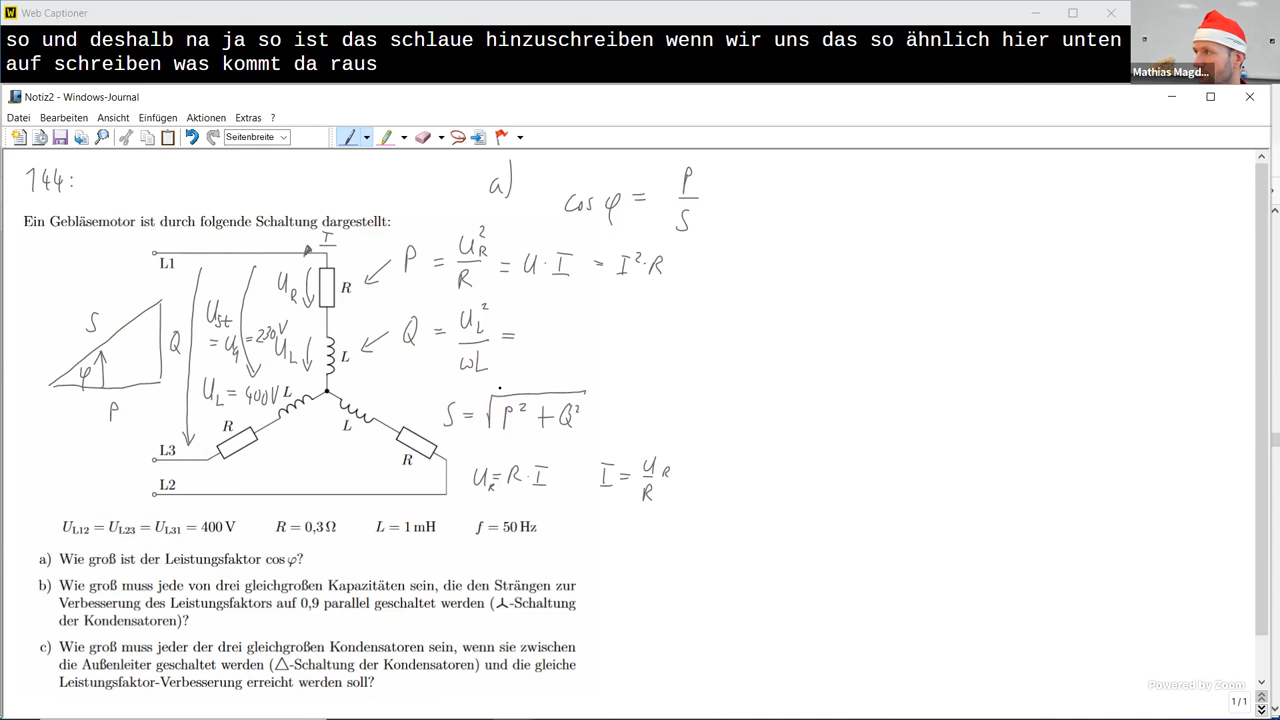 Web Captioner
so und deshalb na ja so ist das schlaue hinzuschreiben wenn wir uns das so ähnlich hier unten
auf schreiben was kommt da raus
Mathias Magd...
Notiz2 - Windows-Journal
Datei Bearbeiten Ansicht Einfügen Aktionen Extras ?
Seitenbreite
144:
a) cos φ = P / S
Ein Gebläsemotor ist durch folgende Schaltung dargestellt:
I
L1
U_R R
P = U_R² / R = U · I = I² · R
S Q φ P
U_St = U_q = 230V
U_L L
Q = U_L² / ωL =
U_L = 400V L
L
S = √P² + Q²
R
R
L3
L2
U_R = R · I I = U_R / R
U_L12 = U_L23 = U_L31 = 400 V R = 0,3 Ω L = 1 mH f = 50 Hz
a) Wie groß ist der Leistungsfaktor cos φ?
b) Wie groß muss jede von drei gleichgroßen Kapazitäten sein, die den Strängen zur
Verbesserung des Leistungsfaktors auf 0,9 parallel geschaltet werden (⅄-Schaltung
der Kondensatoren)?
c) Wie groß muss jeder der drei gleichgroßen Kondensatoren sein, wenn sie zwischen
die Außenleiter geschaltet werden (△-Schaltung der Kondensatoren) und die gleiche
Leistungsfaktor-Verbesserung erreicht werden soll?
Powered by Zoom
1/1